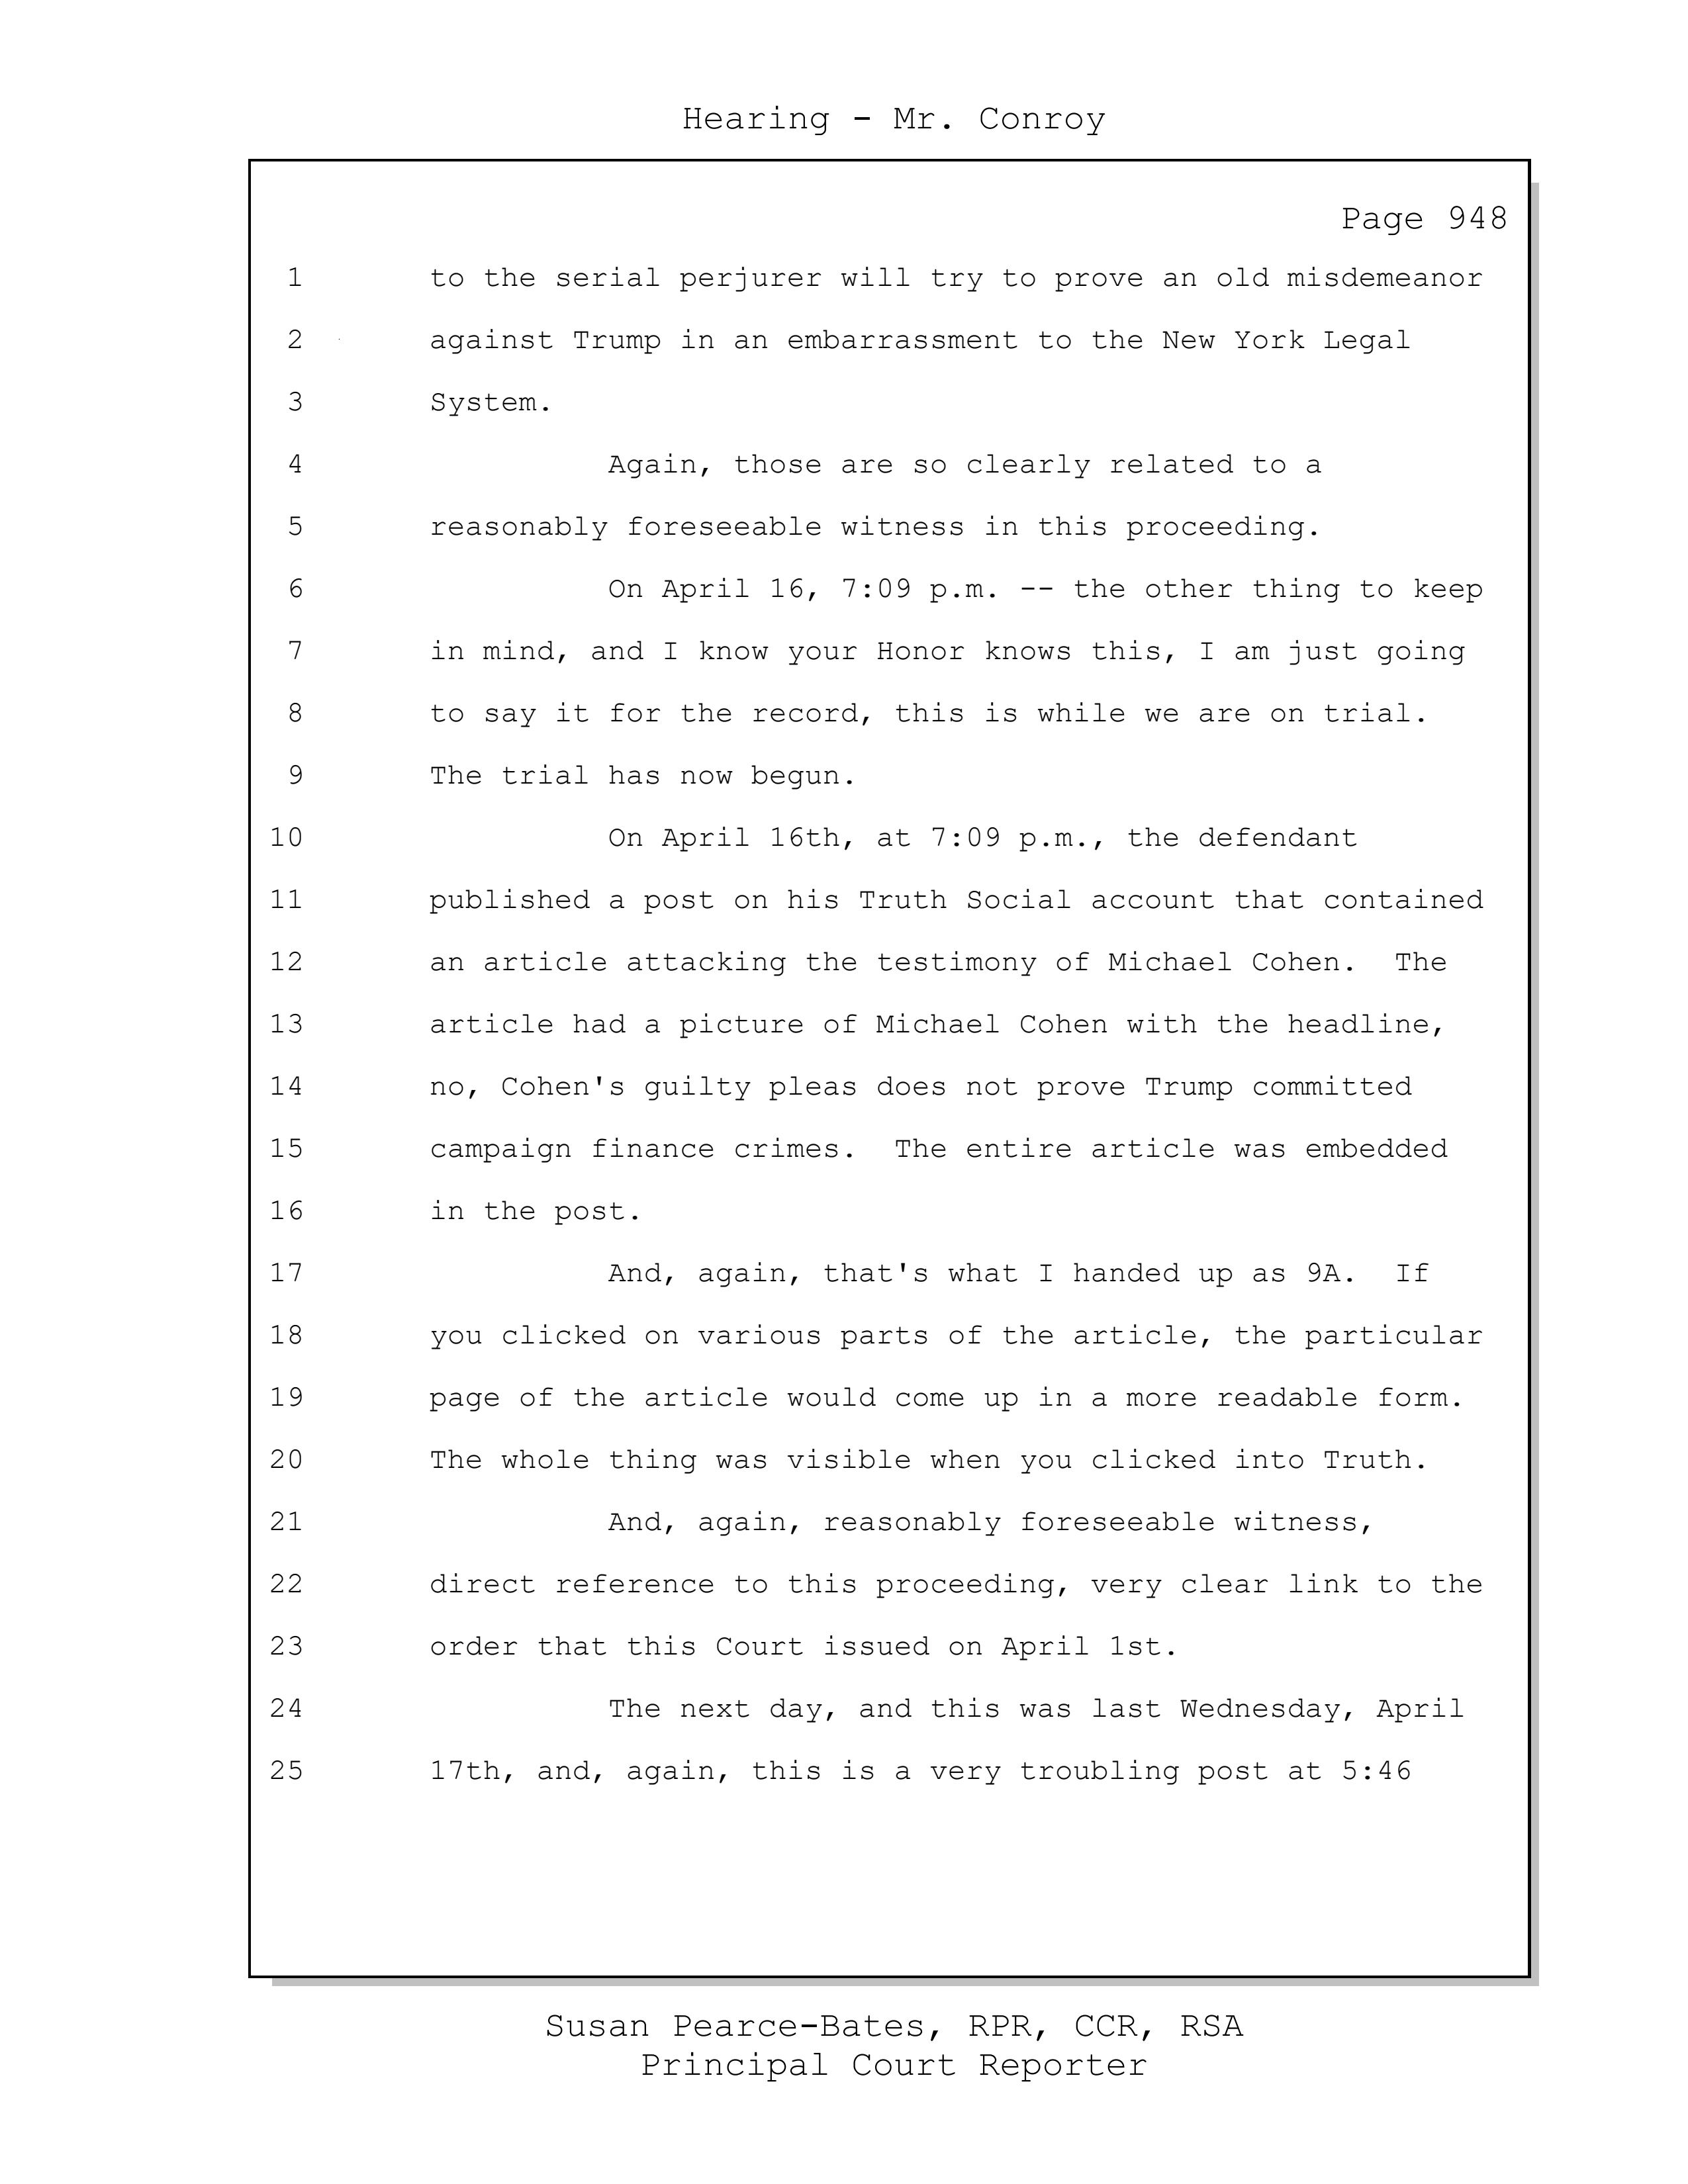 Hearing - Mr. Conroy
Page 948
1 to the serial perjurer will try to prove an old misdemeanor
2 against Trump in an embarrassment to the New York Legal
3 System.
4 Again, those are so clearly related to a
5 reasonably foreseeable witness in this proceeding.
6 On April 16, 7:09 p.m. -- the other thing to keep
7 in mind, and I know your Honor knows this, I am just going
8 to say it for the record, this is while we are on trial.
9 The trial has now begun.
10 On April 16th, at 7:09 p.m., the defendant
11 published a post on his Truth Social account that contained
12 an article attacking the testimony of Michael Cohen. The
13 article had a picture of Michael Cohen with the headline,
14 no, Cohen's guilty pleas does not prove Trump committed
15 campaign finance crimes. The entire article was embedded
16 in the post.
17 And, again, that's what I handed up as 9A. If
18 you clicked on various parts of the article, the particular
19 page of the article would come up in a more readable form.
20 The whole thing was visible when you clicked into Truth.
21 And, again, reasonably foreseeable witness,
22 direct reference to this proceeding, very clear link to the
23 order that this Court issued on April 1st.
24 The next day, and this was last Wednesday, April
25 17th, and, again, this is a very troubling post at 5:46
Susan Pearce-Bates, RPR, CCR, RSA
Principal Court Reporter